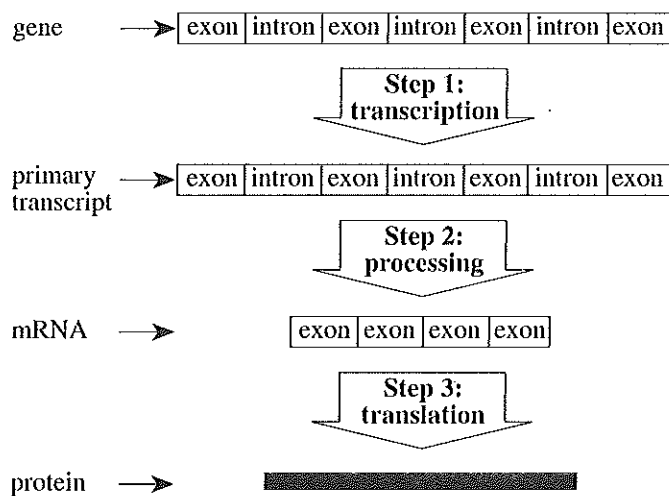 gene exon intron exon intron exon intron exon
Step 1:
transcription
primary
transcript exon intron exon intron exon intron exon
Step 2:
processing
mRNA exon exon exon exon
Step 3:
translation
protein